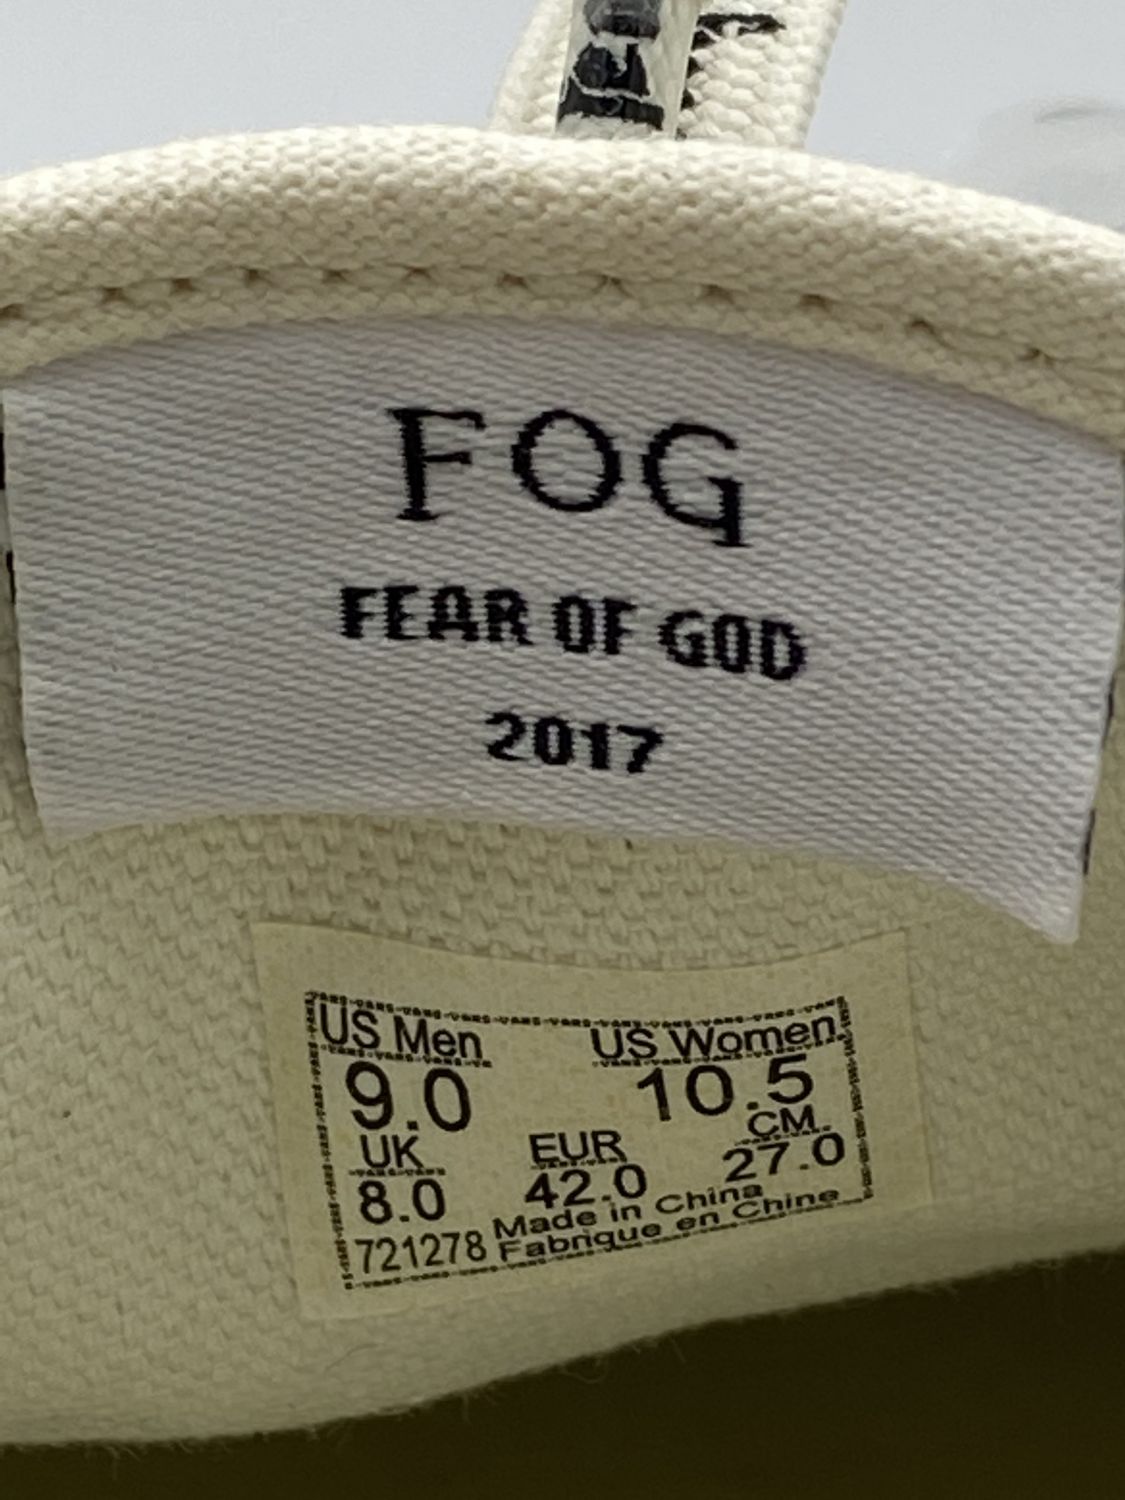 FOG
FEAR OF GOD
2017
US Men US Women
9.0 10.5
UK EUR CM
8.0 42.0 27.0
721278 Made in China
Fabrique en Chine